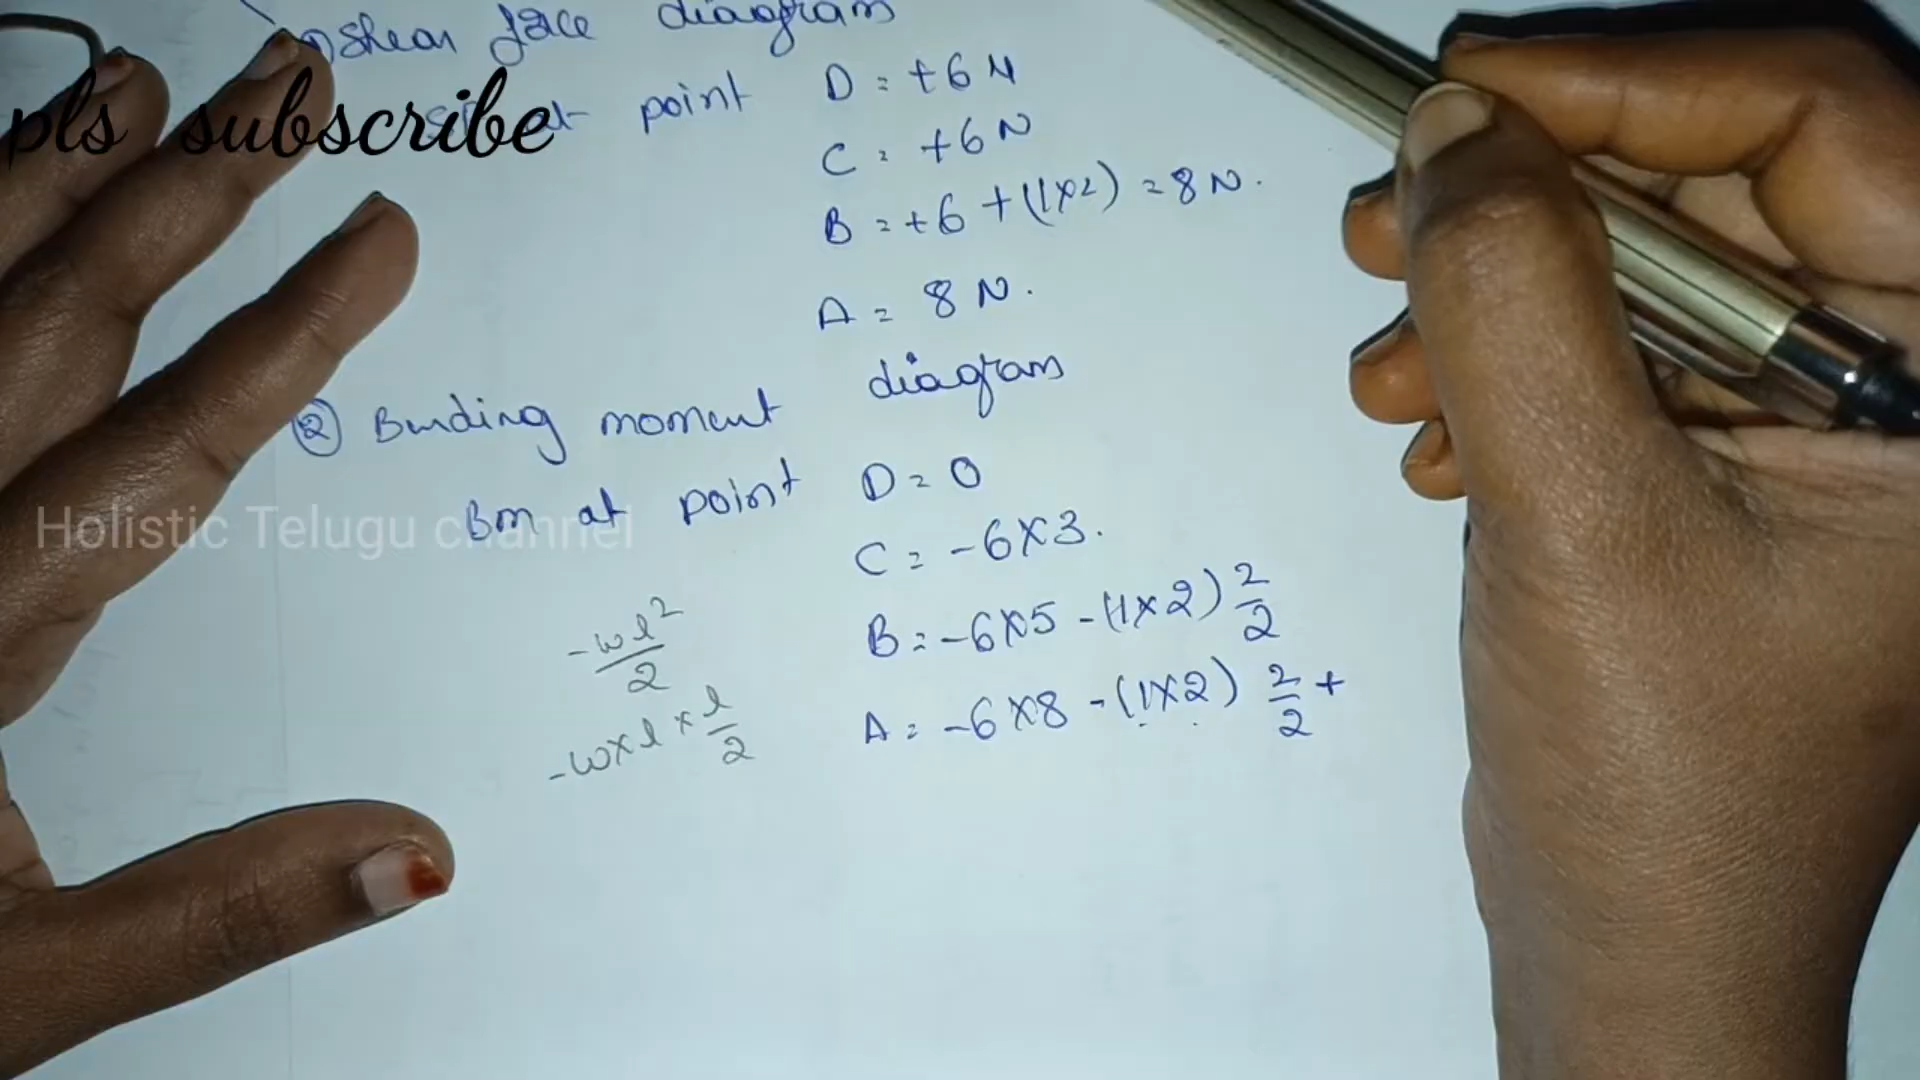 1) Shear force diagram
pls subscribe
at point D = +6 N
C = +6 N
B = +6 + (1×2) = 8 N.
A = 8 N.
② Bending moment diagram
Holistic Telugu channel
Bm at point D = 0
C = -6×3.
B = -6×5 - (1×2) 2/2
A = -6×8 - (1×2) 2/2 +
-wl²/2
-w×l×l/2